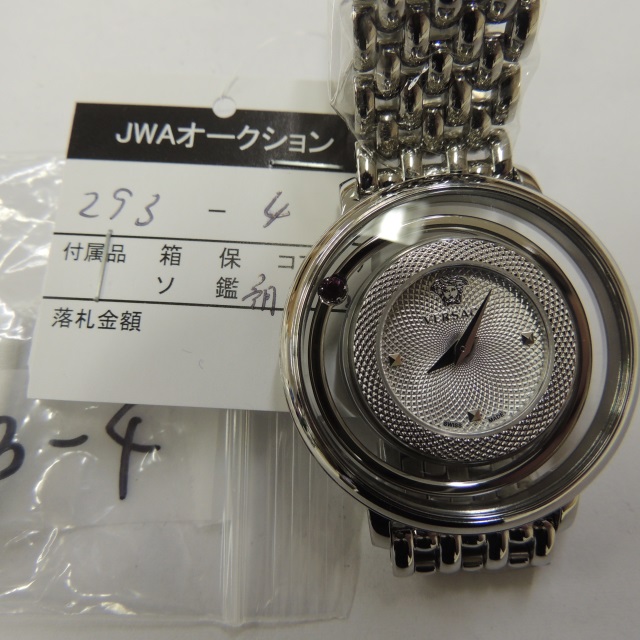 JWAオークション
293 - 4
付属品 箱 保 コマ
ソ 鑑
落札金額
3-4
VERSACE
SWISS MADE